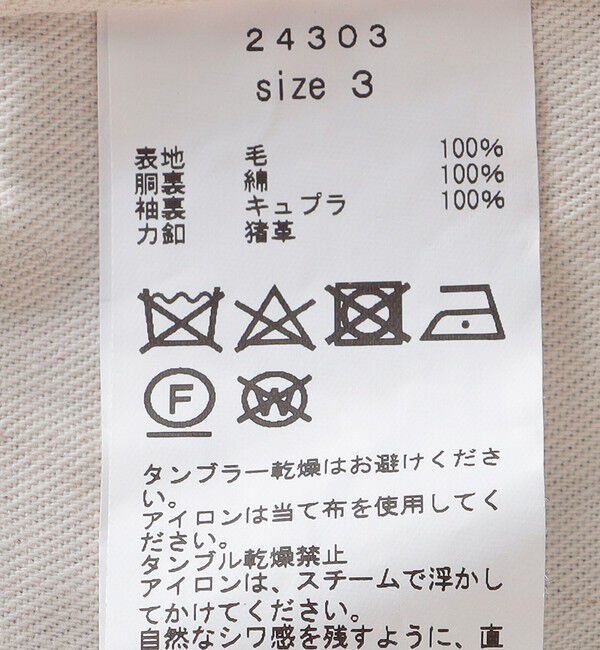 24303
size 3
表地 毛 100%
胴裏 綿 100%
袖裏 キュプラ 100%
力釦 猪革
F
W
タンブラー乾燥はお避けくださ
い。
アイロンは当て布を使用してく
ださい。
タンブル乾燥禁止
アイロンは、スチームで浮かし
てかけてください。
自然なシワ感を残すように、直